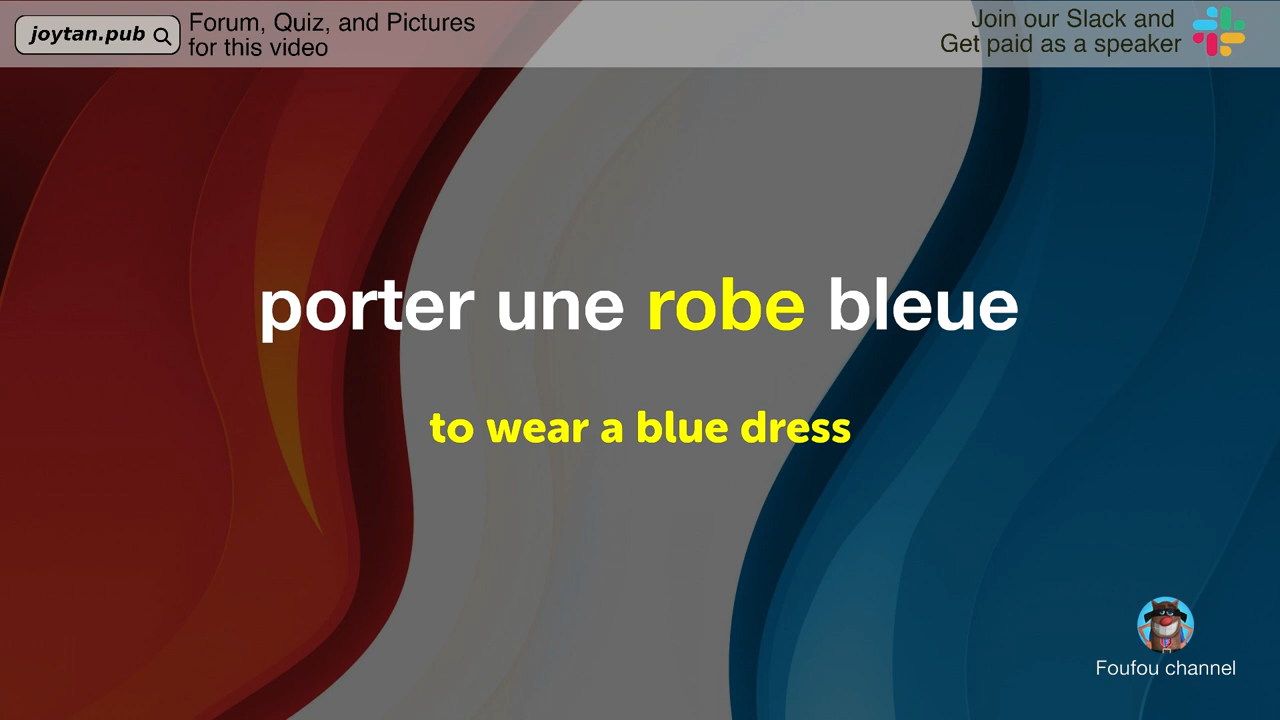 joytan.pub
Forum, Quiz, and Pictures
for this video
Join our Slack and
Get paid as a speaker
porter une robe bleue
to wear a blue dress
Foufou channel